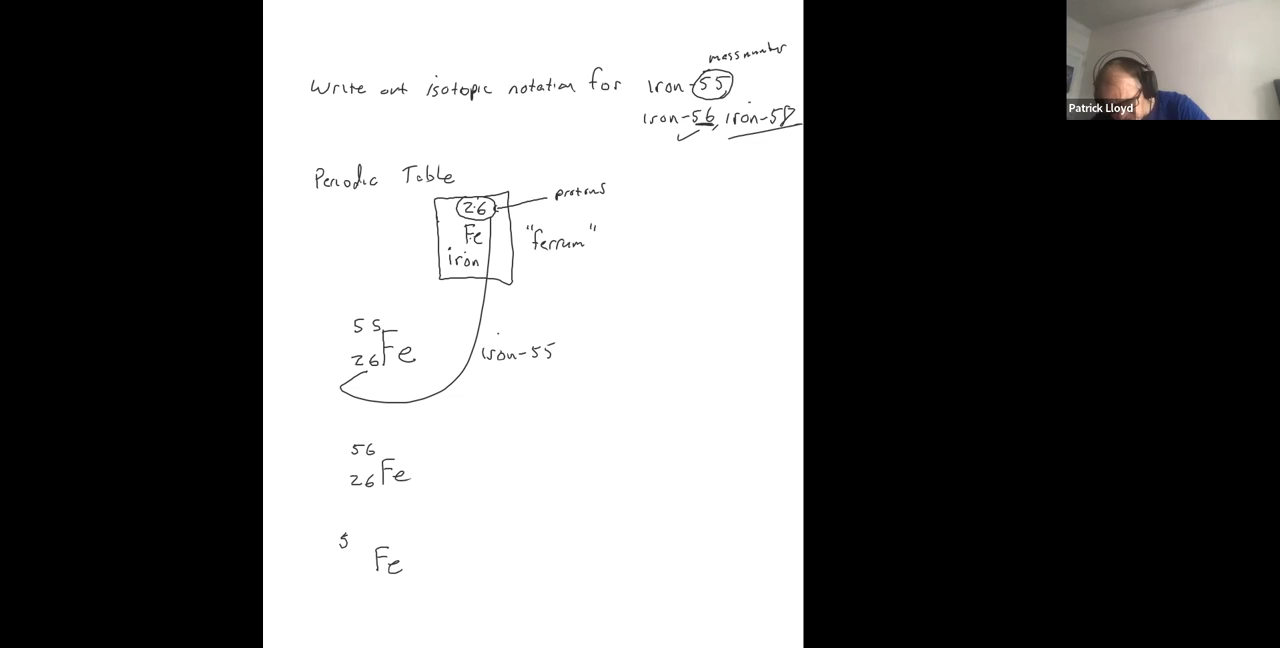 mass number
Write out isotopic notation for iron-55,
iron-56, iron-58
Periodic Table
26
protons
Fe
"ferrum"
iron
55
26Fe
iron-55
56
26Fe
5
Fe
Patrick Lloyd